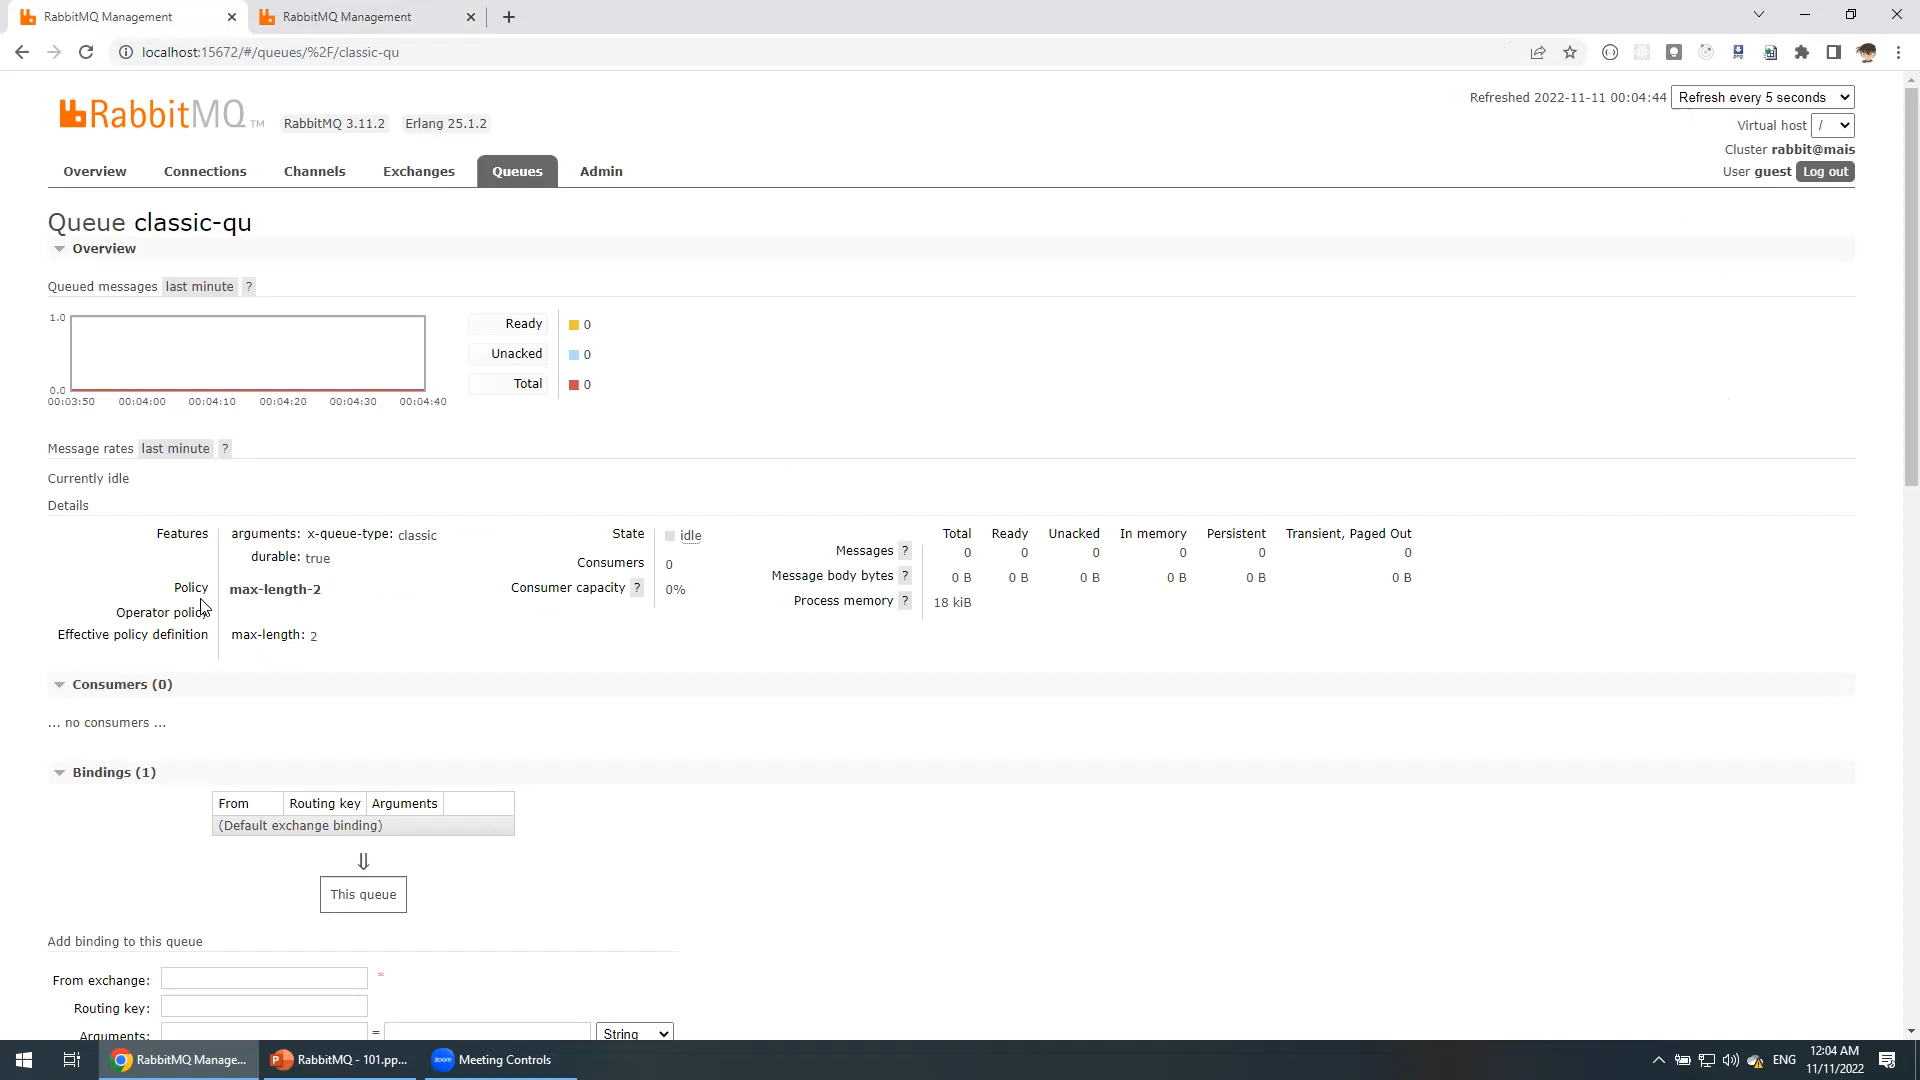 RabbitMQ Management
RabbitMQ Management
localhost:15672/#/queues/%2F/classic-qu
RabbitMQ TM
RabbitMQ 3.11.2
Erlang 25.1.2
Refreshed 2022-11-11 00:04:44
Refresh every 5 seconds
Virtual host /
Cluster rabbit@mais
User guest Log out
Overview
Connections
Channels
Exchanges
Queues
Admin
Queue classic-qu
Overview
Queued messages last minute ?
1.0
0.0
00:03:50 00:04:00 00:04:10 00:04:20 00:04:30 00:04:40
Ready 0
Unacked 0
Total 0
Message rates last minute ?
Currently idle
Details
Features arguments: x-queue-type: classic
durable: true
Policy max-length-2
Operator policy
Effective policy definition max-length: 2
State idle
Consumers 0
Consumer capacity ? 0%
Total Ready Unacked In memory Persistent Transient, Paged Out
Messages ? 0 0 0 0 0 0
Message body bytes ? 0 B 0 B 0 B 0 B 0 B 0 B
Process memory ? 18 kiB
Consumers (0)
... no consumers ...
Bindings (1)
From Routing key Arguments
(Default exchange binding)
⇓
This queue
Add binding to this queue
From exchange: *
Routing key:
Arguments: = String
RabbitMQ Manage...
RabbitMQ - 101.pp...
zoom
Meeting Controls
ENG
12:04 AM
11/11/2022